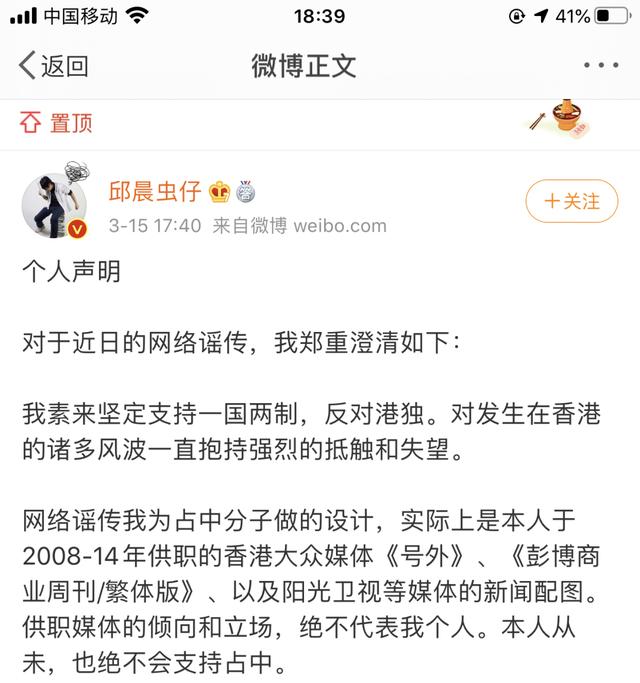 中国移动
18:39
41%
返回
微博正文
置顶
邱晨虫仔
+关注
3-15 17:40 来自微博 weibo.com
个人声明
对于近日的网络谣传，我郑重澄清如下：
我素来坚定支持一国两制，反对港独。对发生在香港
的诸多风波一直抱持强烈的抵触和失望。
网络谣传我为占中分子做的设计，实际上是本人于
2008-14年供职的香港大众媒体《号外》、《彭博商
业周刊/繁体版》、以及阳光卫视等媒体的新闻配图。
供职媒体的倾向和立场，绝不代表我个人。本人从
未，也绝不会支持占中。